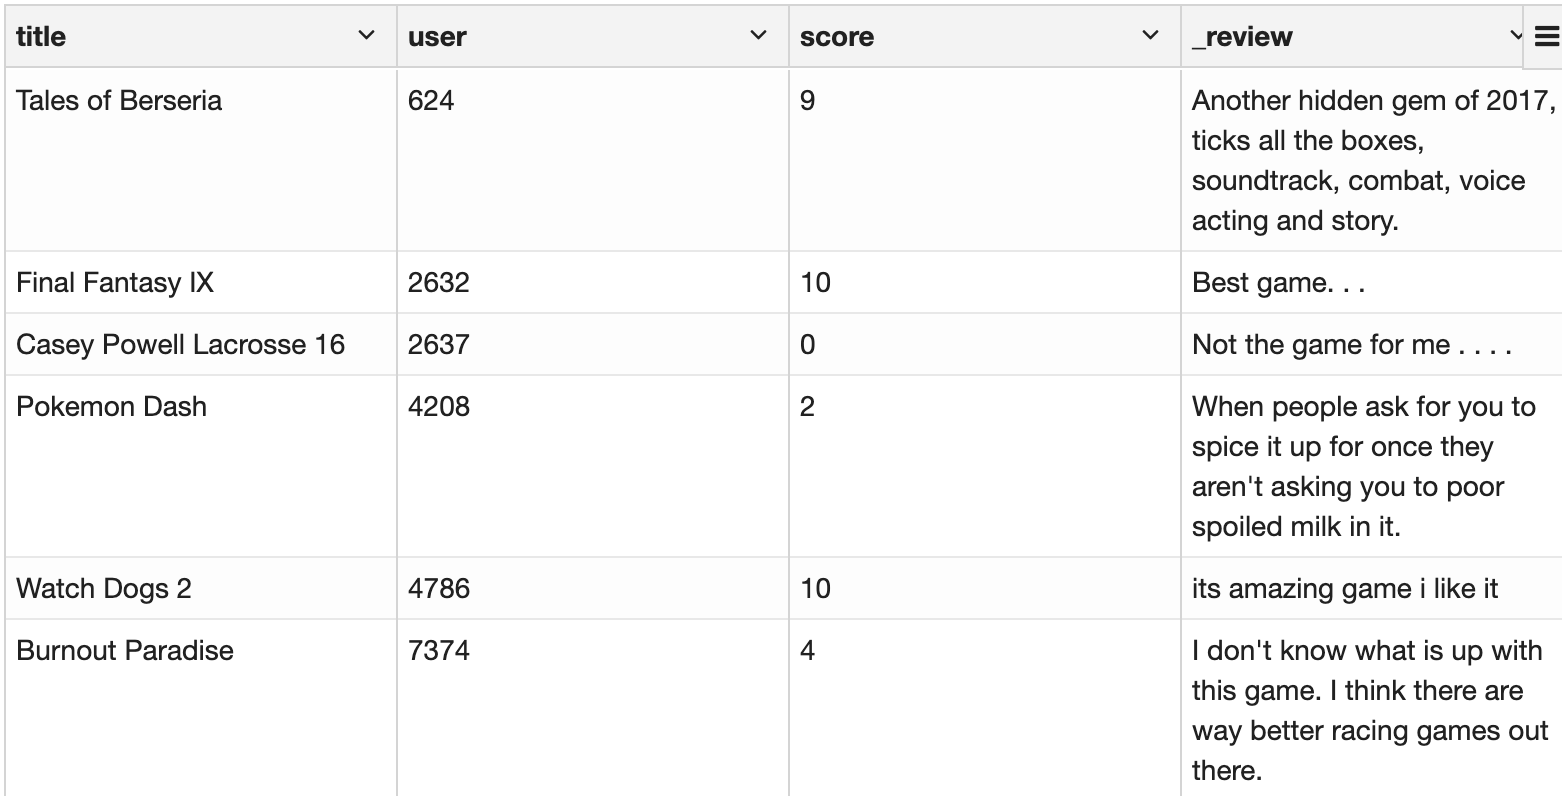 title user score _review
Tales of Berseria 624 9 Another hidden gem of 2017,
ticks all the boxes,
soundtrack, combat, voice
acting and story.
Final Fantasy IX 2632 10 Best game. . .
Casey Powell Lacrosse 16 2637 0 Not the game for me . . . .
Pokemon Dash 4208 2 When people ask for you to
spice it up for once they
aren't asking you to poor
spoiled milk in it.
Watch Dogs 2 4786 10 its amazing game i like it
Burnout Paradise 7374 4 I don't know what is up with
this game. I think there are
way better racing games out
there.